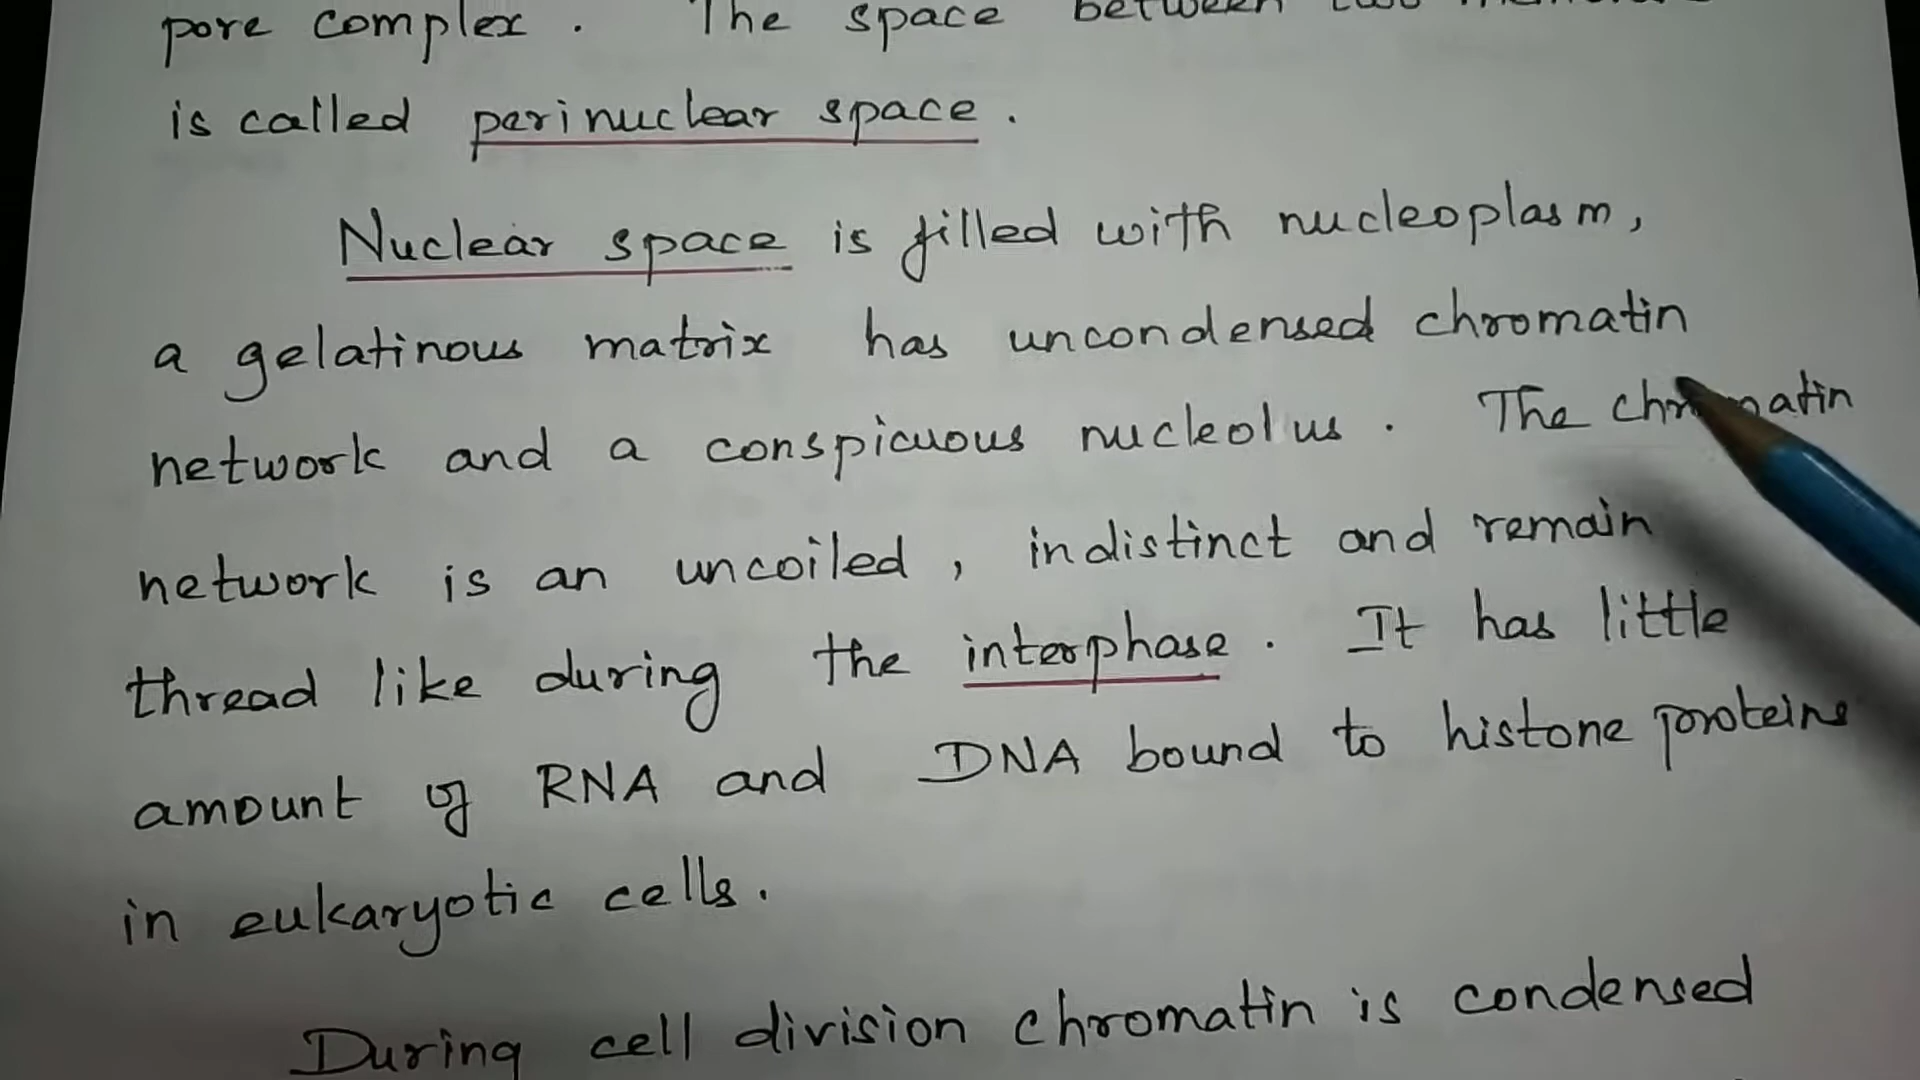 pore complex . The space between two
is called perinuclear space .
Nuclear space is filled with nucleoplasm ,
a gelatinous matrix has uncondensed chromatin
network and a conspicuous nucleolus . The chromatin
network is an uncoiled , indistinct and remain
thread like during the interphase . It has little
amount of RNA and DNA bound to histone proteins
in eukaryotic cells .
During cell division chromatin is condensed